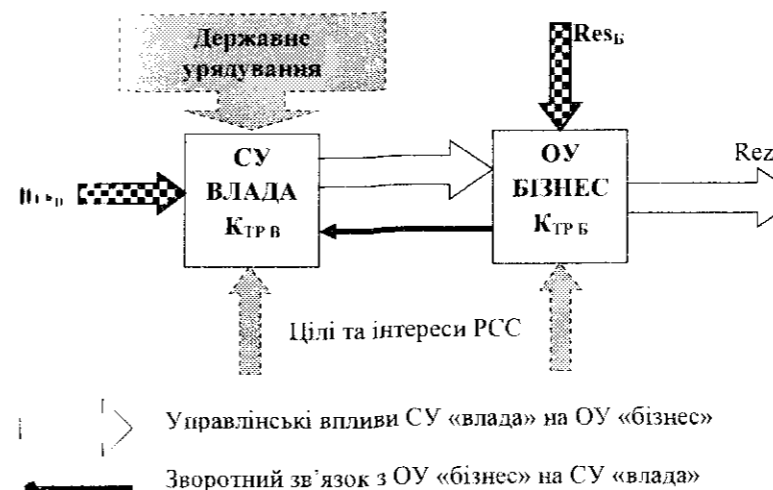 Державне
урядування
Res_Б
СУ
ВЛАДА
К_ТР В
ОУ
БІЗНЕС
К_ТР Б
Rez
Цілі та інтереси РСС
Управлінські впливи СУ «влада» на ОУ «бізнес»
Зворотний зв’язок з ОУ «бізнес» на СУ «влада»